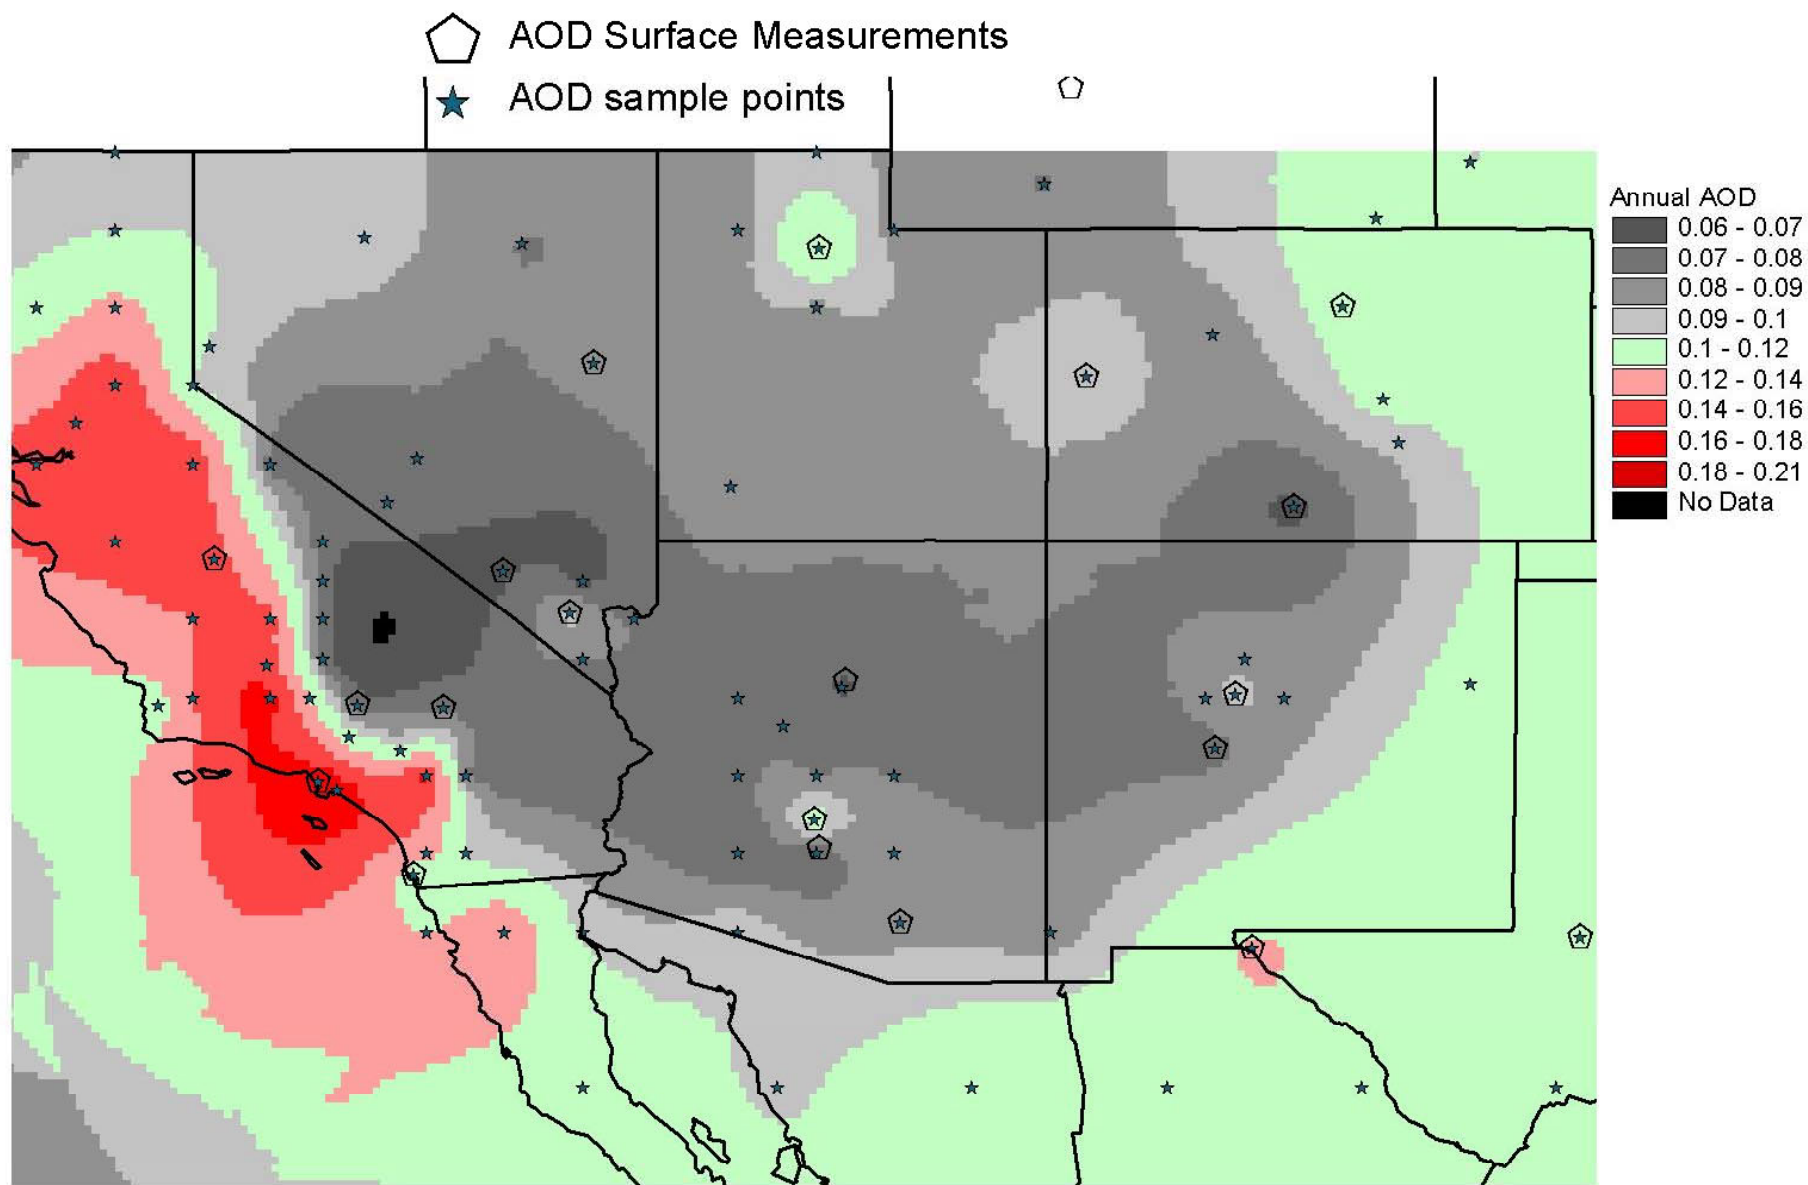 AOD Surface Measurements
AOD sample points
Annual AOD
0.06 - 0.07
0.07 - 0.08
0.08 - 0.09
0.09 - 0.1
0.1 - 0.12
0.12 - 0.14
0.14 - 0.16
0.16 - 0.18
0.18 - 0.21
No Data